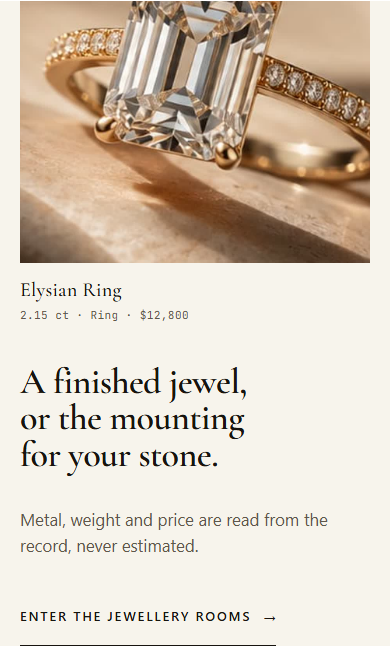 Elysian Ring
2.15 ct · Ring · $12,800
A finished jewel,
or the mounting
for your stone.
Metal, weight and price are read from the
record, never estimated.
ENTER THE JEWELLERY ROOMS →